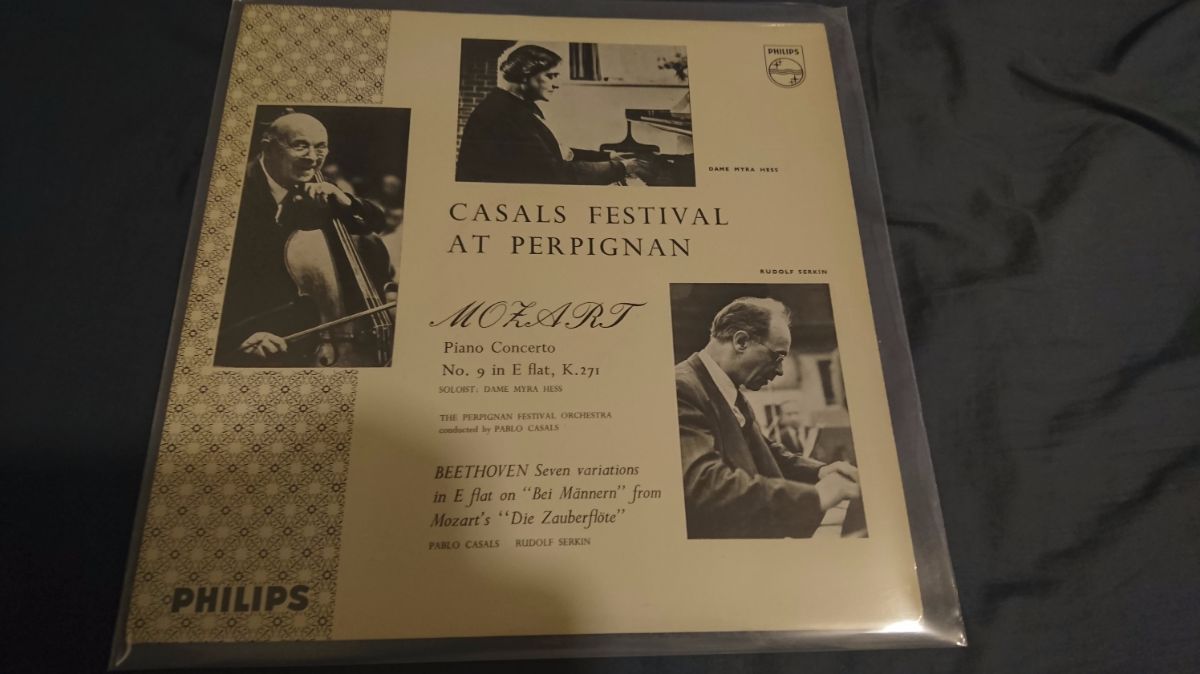 PHILIPS
DAME MYRA HESS
CASALS FESTIVAL
AT PERPIGNAN
RUDOLF SERKIN
MOZART
Piano Concerto
No. 9 in E flat, K.271
SOLOIST: DAME MYRA HESS
THE PERPIGNAN FESTIVAL ORCHESTRA
conducted by PABLO CASALS
BEETHOVEN Seven variations
in E flat on “Bei Männern” from
Mozart's “Die Zauberflöte”
PABLO CASALS RUDOLF SERKIN
PHILIPS